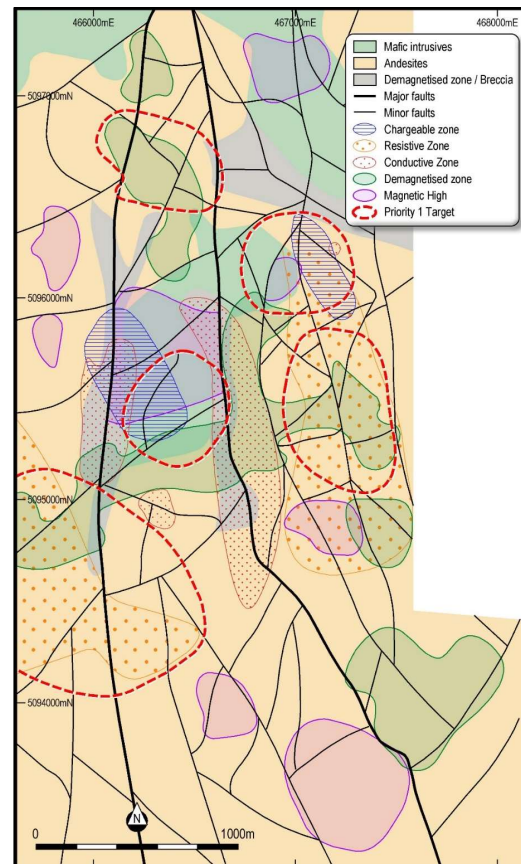 466000mE
467000mE
468000mE
5097000mN
5096000mN
5095000mN
5094000mN
Mafic intrusives
Andesites
Demagnetised zone / Breccia
Major faults
Minor faults
Chargeable zone
Resistive Zone
Conductive Zone
Demagnetised zone
Magnetic High
Priority 1 Target
N
0
1000m